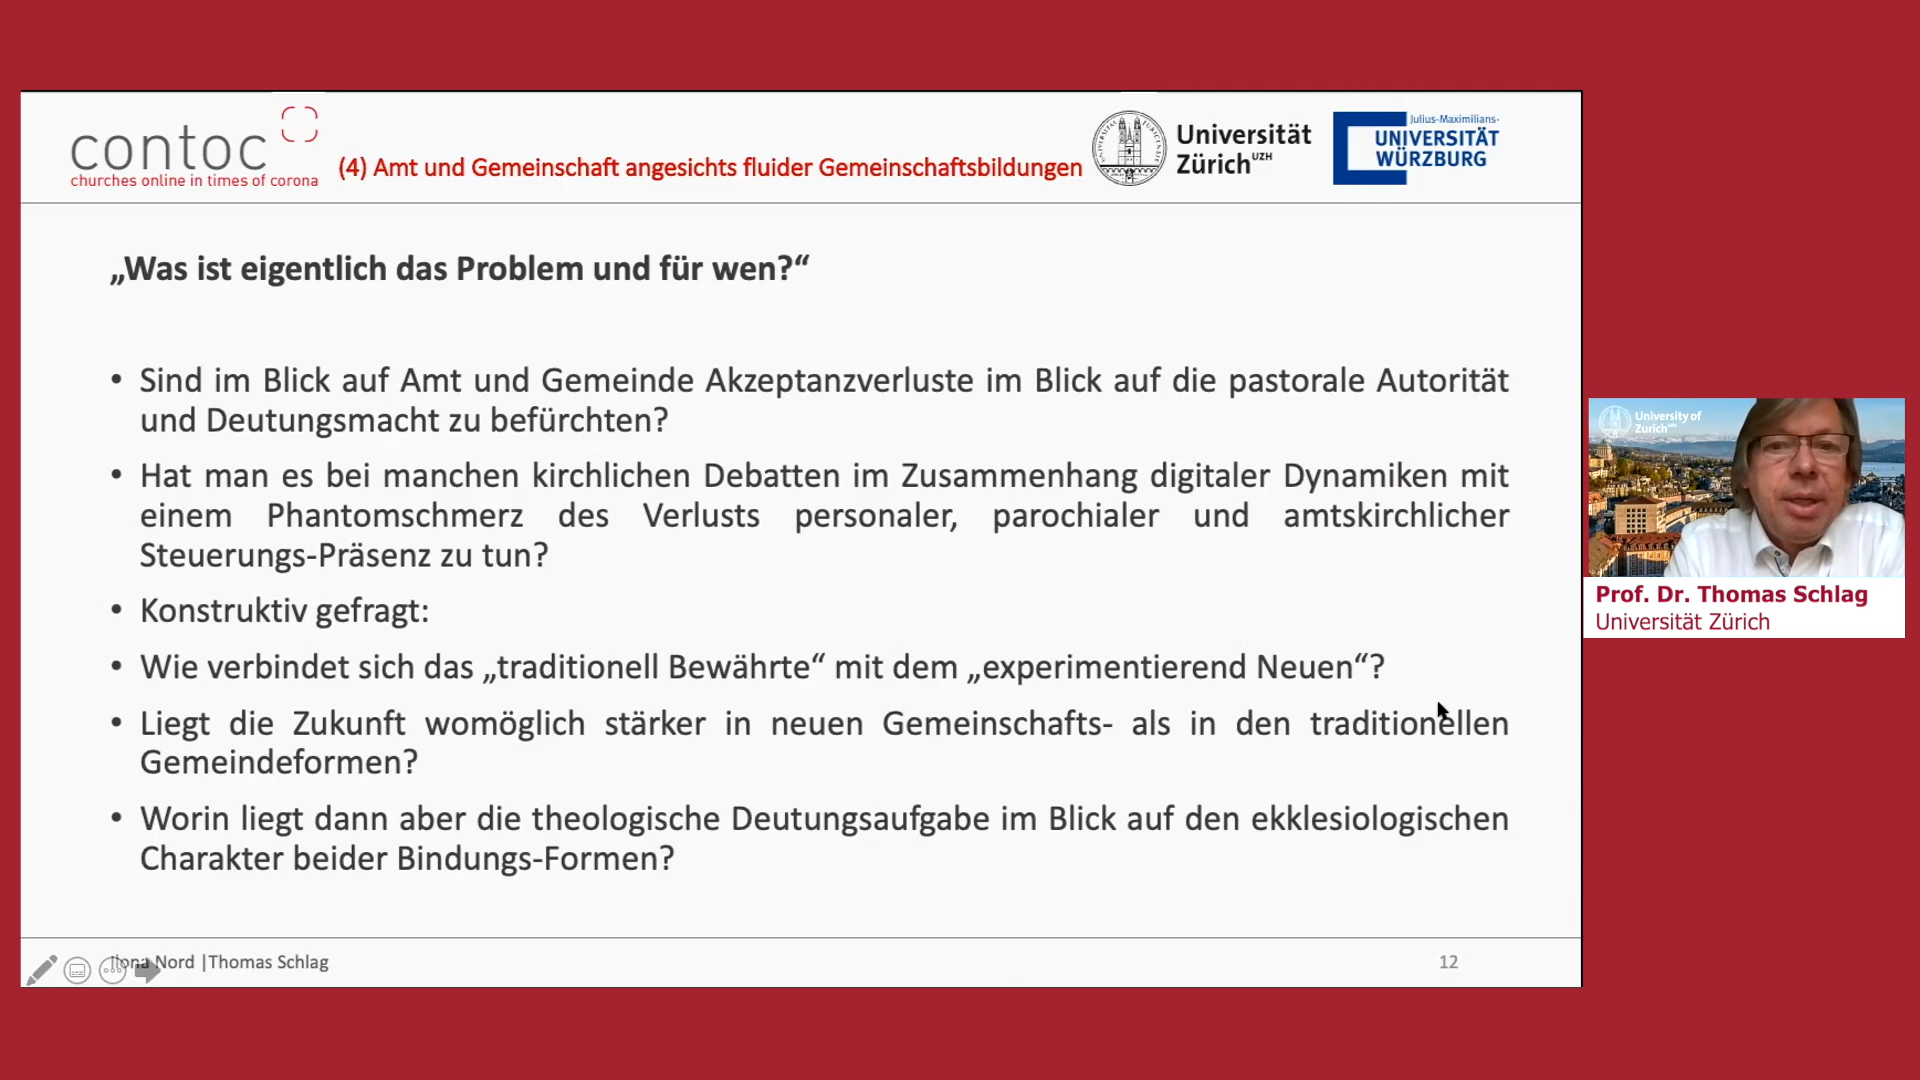 contoc
churches online in times of corona
(4) Amt und Gemeinschaft angesichts fluider Gemeinschaftsbildungen
Universität
Zürich UZH
Julius-Maximilians-
UNIVERSITÄT
WÜRZBURG
„Was ist eigentlich das Problem und für wen?“
• Sind im Blick auf Amt und Gemeinde Akzeptanzverluste im Blick auf die pastorale Autorität
und Deutungsmacht zu befürchten?
• Hat man es bei manchen kirchlichen Debatten im Zusammenhang digitaler Dynamiken mit
einem Phantomschmerz des Verlusts personaler, parochialer und amtskirchlicher
Steuerungs-Präsenz zu tun?
• Konstruktiv gefragt:
• Wie verbindet sich das „traditionell Bewährte“ mit dem „experimentierend Neuen“?
• Liegt die Zukunft womöglich stärker in neuen Gemeinschafts- als in den traditionellen
Gemeindeformen?
• Worin liegt dann aber die theologische Deutungsaufgabe im Blick auf den ekklesiologischen
Charakter beider Bindungs-Formen?
University of
Zurich
Prof. Dr. Thomas Schlag
Universität Zürich
Ilona Nord |Thomas Schlag
12